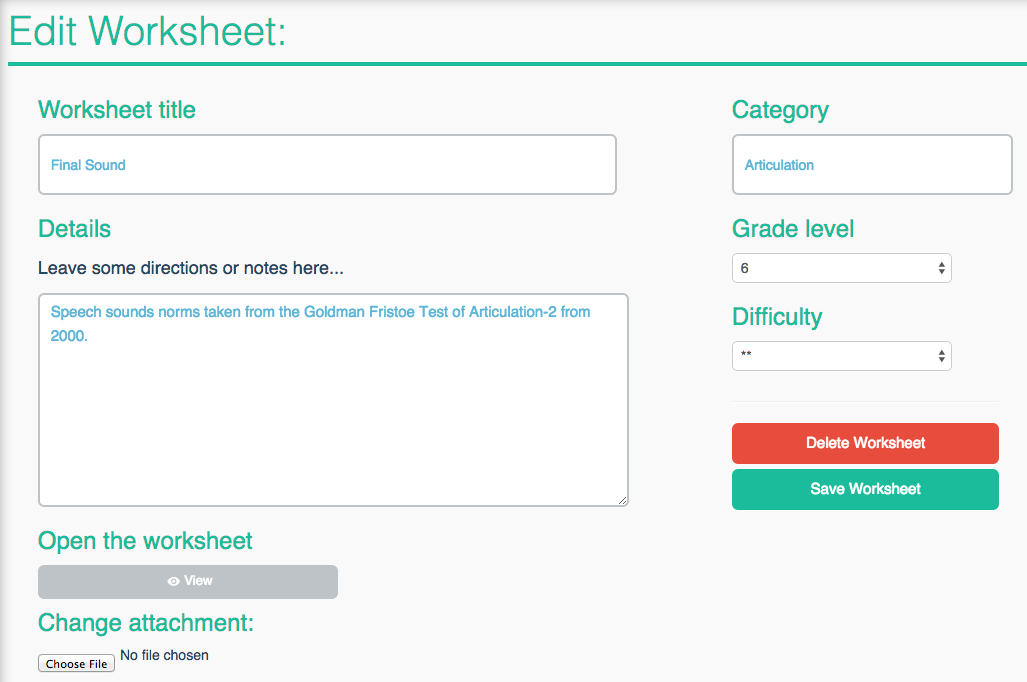 Edit Worksheet:
Worksheet title
Final Sound
Details
Leave some directions or notes here...
Speech sounds norms taken from the Goldman Fristoe Test of Articulation-2 from
2000.
Open the worksheet
View
Change attachment:
Choose File No file chosen
Category
Articulation
Grade level
6
Difficulty
**
Delete Worksheet
Save Worksheet